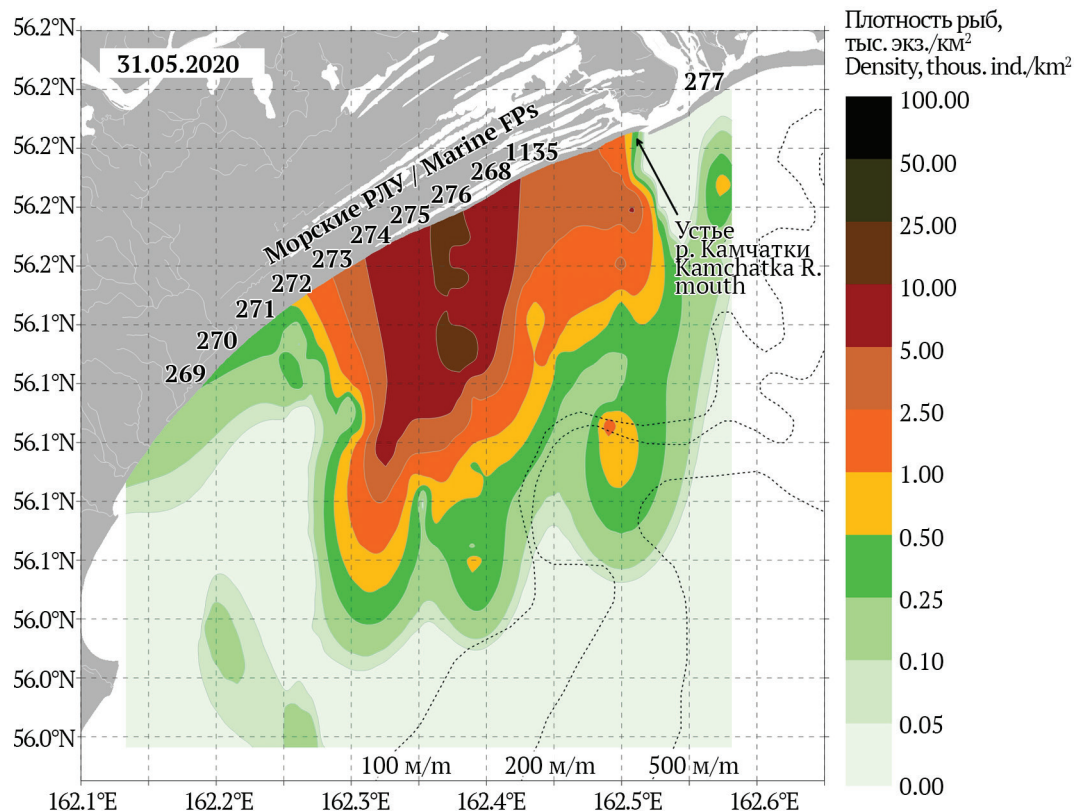 56.2°N
56.2°N
56.2°N
56.2°N
56.2°N
56.1°N
56.1°N
56.1°N
56.1°N
56.1°N
56.0°N
56.0°N
56.0°N
31.05.2020
277
Морские РЛУ / Marine FPs
1135
268
276
275
274
273
272
271
270
269
Устье
р. Камчатки
Kamchatka R.
mouth
100 м/m
200 м/m
500 м/m
162.1°E
162.2°E
162.3°E
162.4°E
162.5°E
162.6°E
Плотность рыб,
тыс. экз./км²
Density, thous. ind./km²
100.00
50.00
25.00
10.00
5.00
2.50
1.00
0.50
0.25
0.10
0.05
0.00